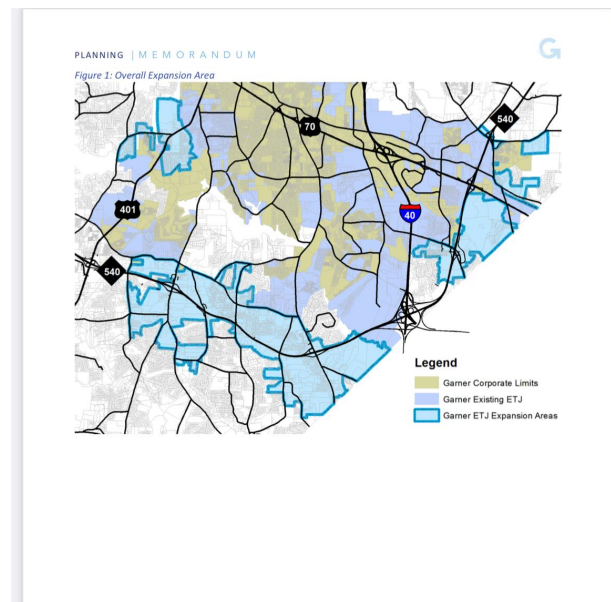 PLANNING | MEMORANDUM
G
Figure 1: Overall Expansion Area
540
70
401
40
540
Legend
Garner Corporate Limits
Garner Existing ETJ
Garner ETJ Expansion Areas